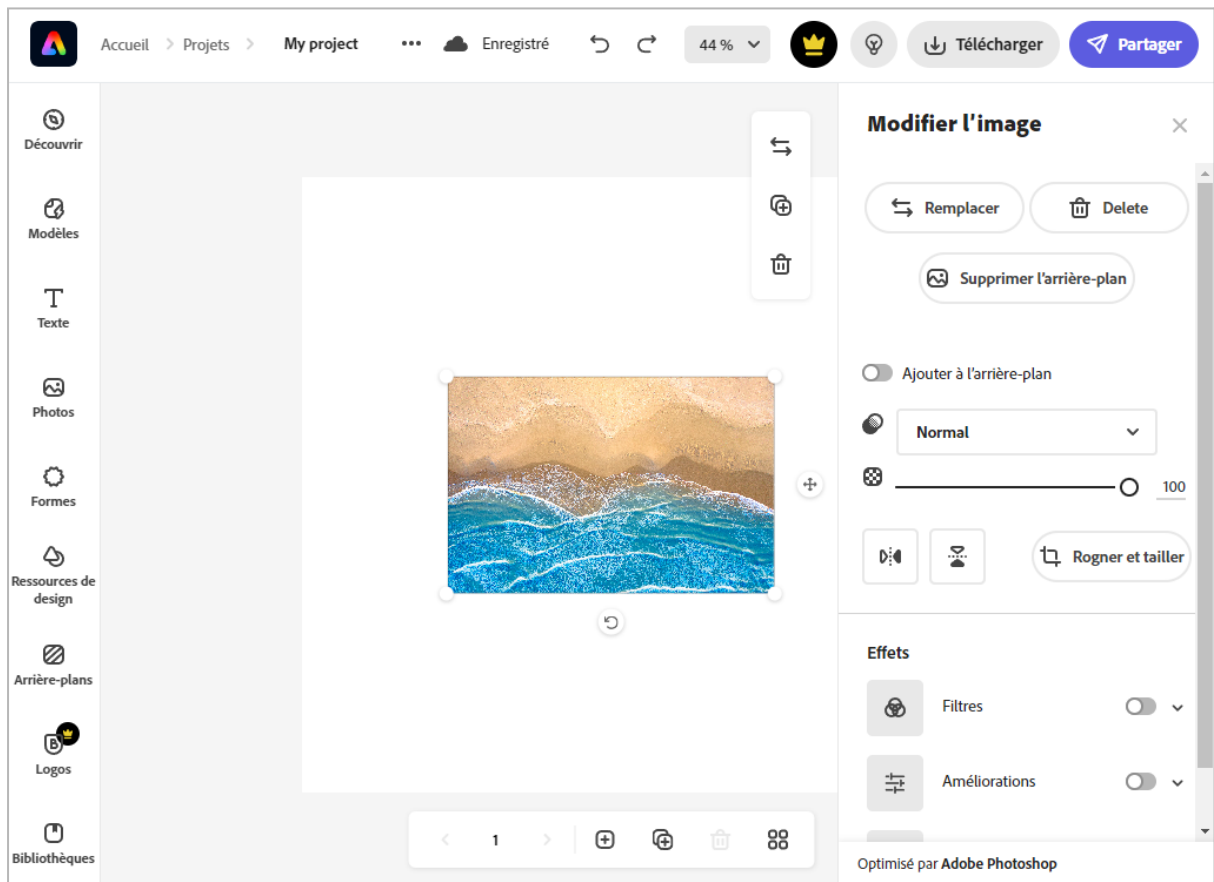 Accueil Projets My project Enregistré 44 % Télécharger Partager
Découvrir
Modèles
Texte
Photos
Formes
Ressources de
design
Arrière-plans
B
Logos
Bibliothèques
1
Modifier l'image
Remplacer Delete
Supprimer l'arrière-plan
Ajouter à l'arrière-plan
Normal
100
Rogner et tailler
Effets
Filtres
Améliorations
Optimisé par Adobe Photoshop